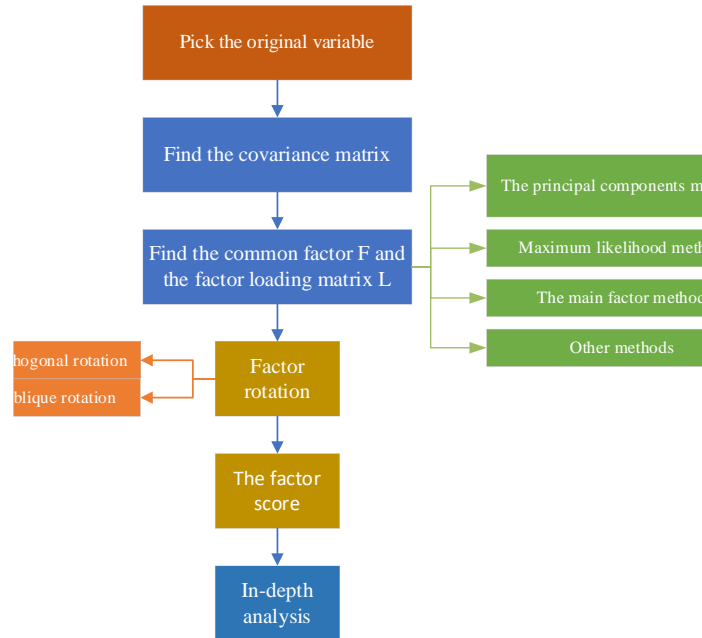 Pick the original variable
Find the covariance matrix
The principal components m
Find the common factor F and
the factor loading matrix L
Maximum likelihood meth
The main factor method
Other methods
hogonal rotation
blique rotation
Factor
rotation
The factor
score
In-depth
analysis